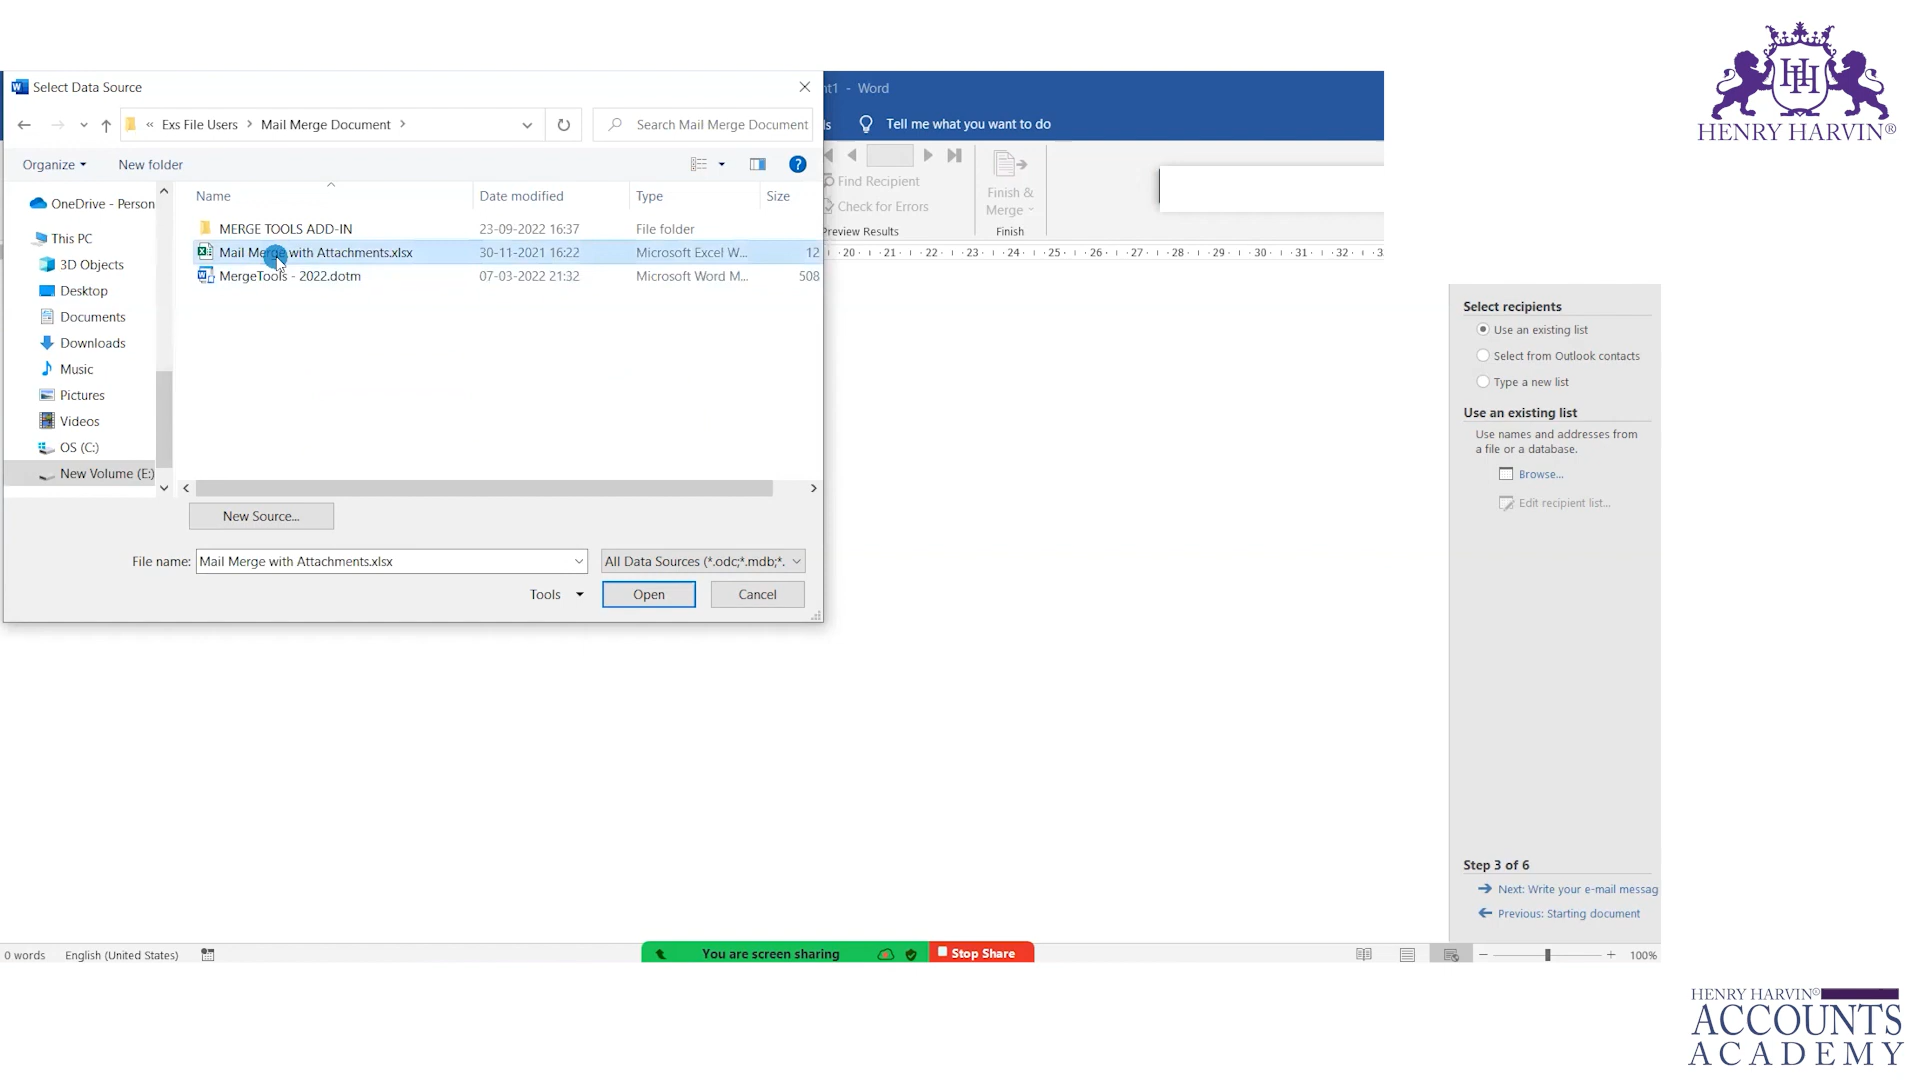 HENRY HARVIN®
Select Data Source
nt1 - Word
« Exs File Users > Mail Merge Document >
Search Mail Merge Document
ls
Tell me what you want to do
Organize
New folder
Find Recipient
Check for Errors
Preview Results
Finish &
Merge
Finish
OneDrive - Person
This PC
3D Objects
Desktop
Documents
Downloads
Music
Pictures
Videos
OS (C:)
New Volume (E:)
Name Date modified Type Size
MERGE TOOLS ADD-IN 23-09-2022 16:37 File folder
Mail Merge with Attachments.xlsx 30-11-2021 16:22 Microsoft Excel W... 12
MergeTools - 2022.dotm 07-03-2022 21:32 Microsoft Word M... 508
20 21 22 23 24 25 26 27 28 29 30 31 32 3
New Source...
File name: Mail Merge with Attachments.xlsx All Data Sources (*.odc;*.mdb;*.
Tools Open Cancel
Select recipients
Use an existing list
Select from Outlook contacts
Type a new list
Use an existing list
Use names and addresses from
a file or a database.
Browse...
Edit recipient list...
Step 3 of 6
Next: Write your e-mail messag
Previous: Starting document
0 words English (United States)
You are screen sharing Stop Share
100%
HENRY HARVIN®
ACCOUNTS
ACADEMY